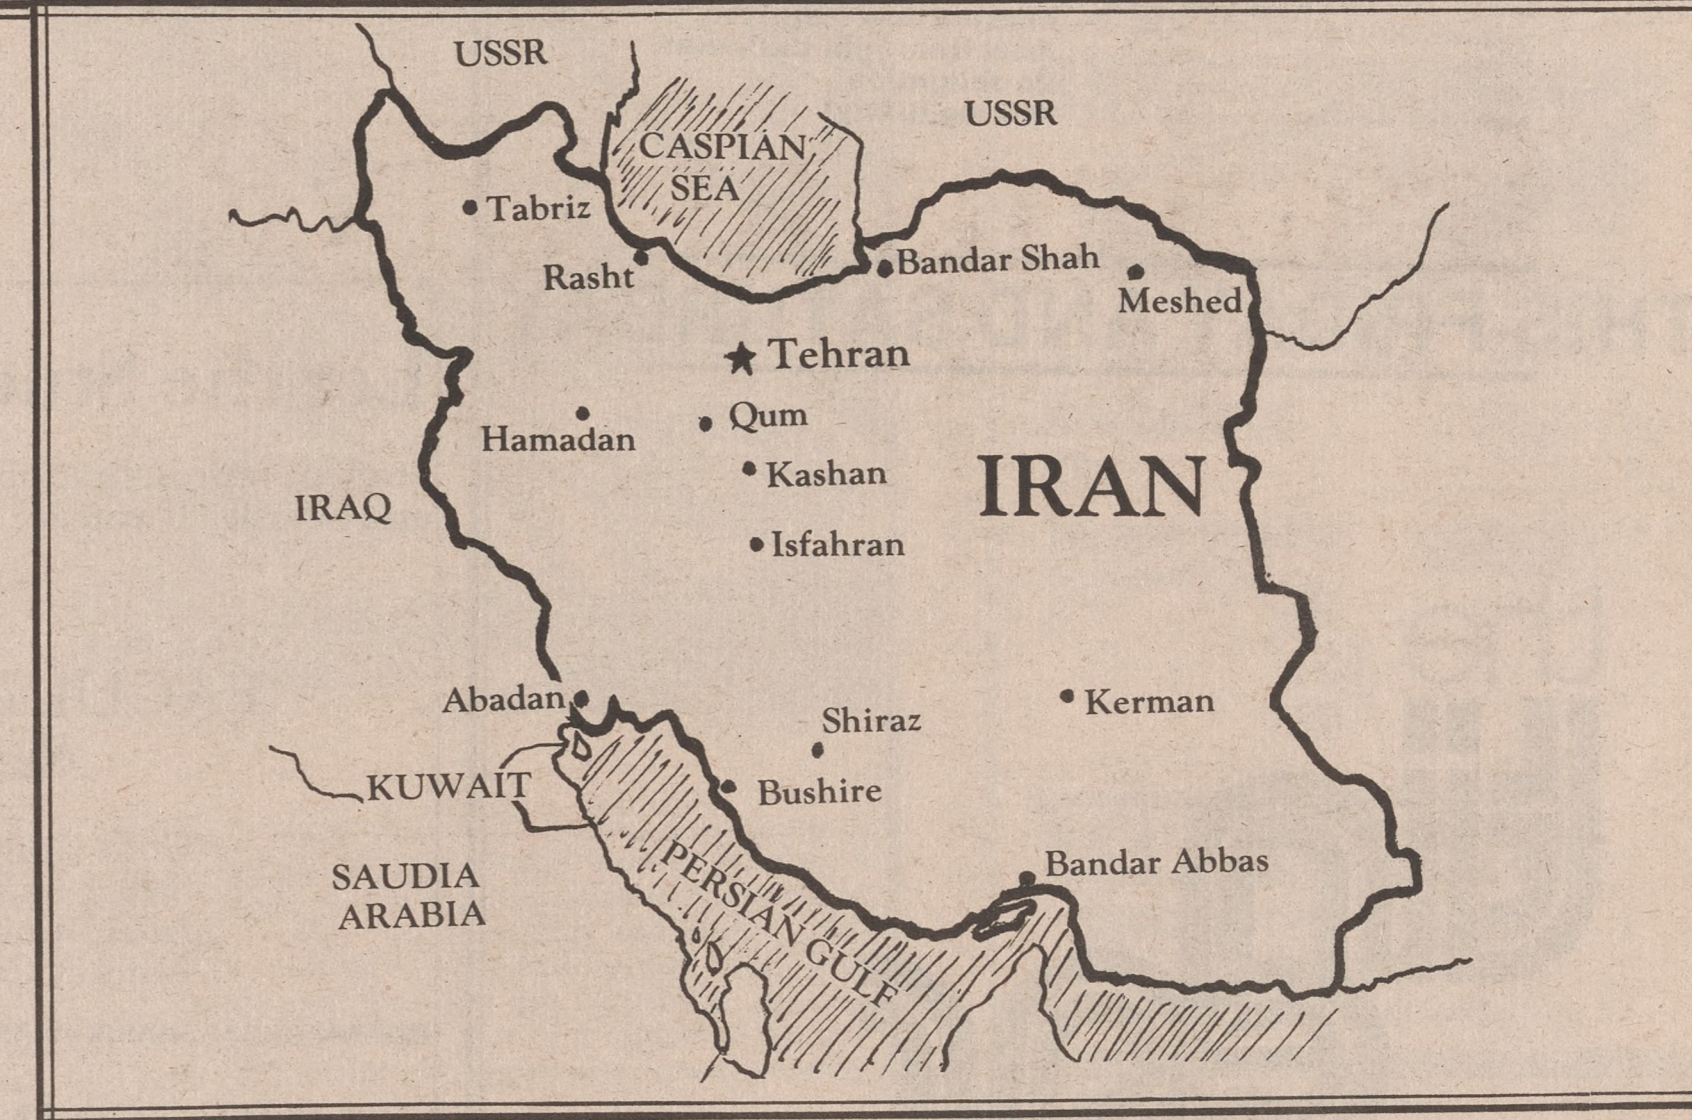 USSR
USSR
CASPIAN
SEA
Tabriz
Rasht
Bandar Shah
Meshed
Tehran
Qum
Hamadan
Kashan
IRAN
IRAQ
Isfahran
Abadan
Kerman
Shiraz
KUWAIT
Bushire
PERSIAN GULF
Bandar Abbas
SAUDIA
ARABIA